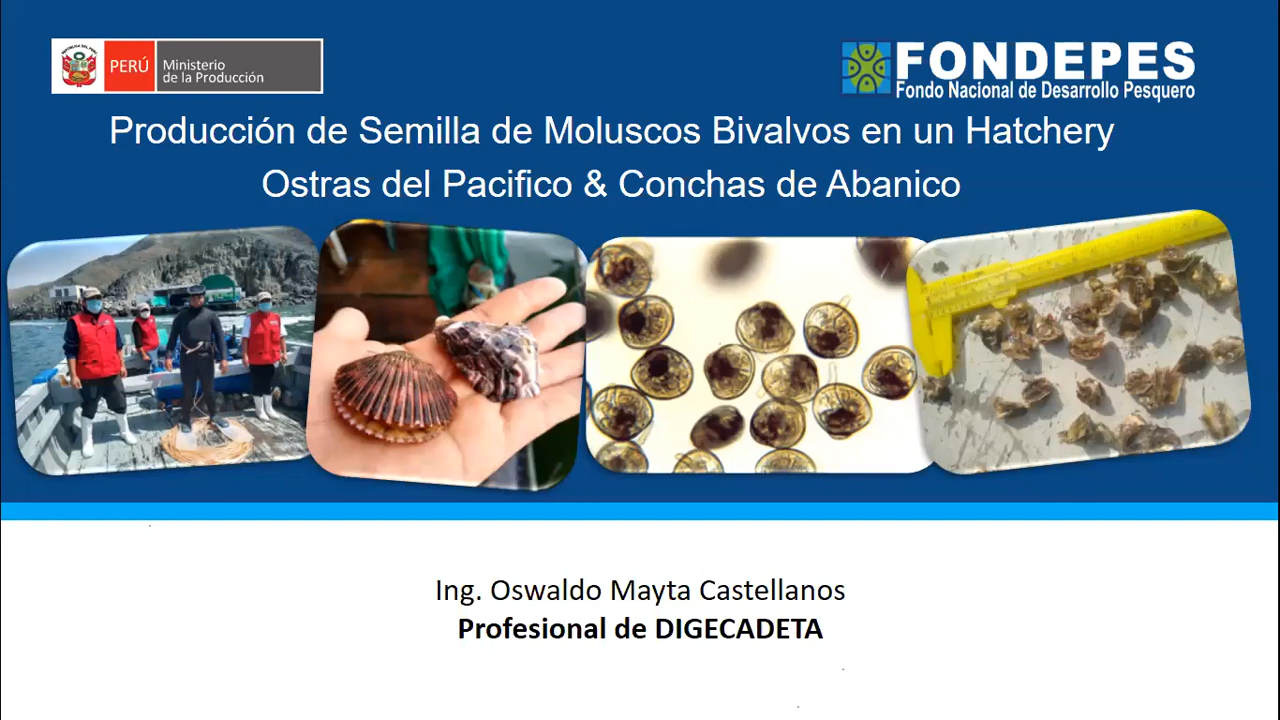 PERÚ
Ministerio
de la Producción
FONDEPES
Fondo Nacional de Desarrollo Pesquero
Producción de Semilla de Moluscos Bivalvos en un Hatchery
Ostras del Pacifico & Conchas de Abanico
Ing. Oswaldo Mayta Castellanos
Profesional de DIGECADETA